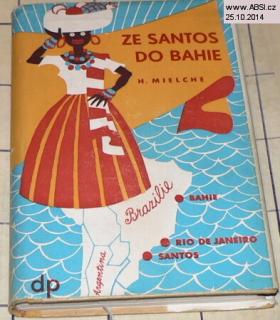 www.ABSI.cz
25.10.2014
ZE SANTOS
DO BAHIE
H. MIELCHE
Brazílie
BAHIE
RIO DE JANEIRO
SANTOS
Argentina
dp